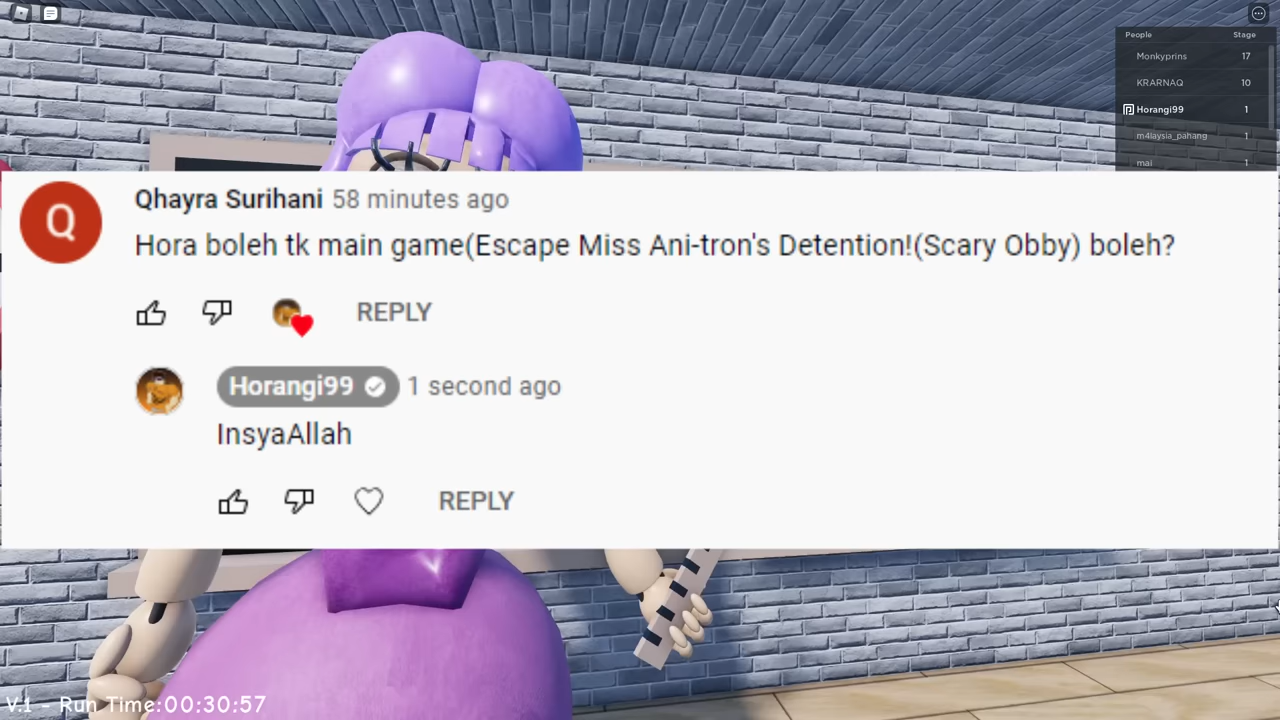 People Stage
Monkyprins 17
KRARNAQ 10
Horangi99 1
m4laysia_pahang 1
mai 1
Q
Qhayra Surihani 58 minutes ago
Hora boleh tk main game(Escape Miss Ani-tron's Detention!(Scary Obby) boleh?
REPLY
Horangi99 1 second ago
InsyaAllah
REPLY
V.1 - Run Time:00:30:57